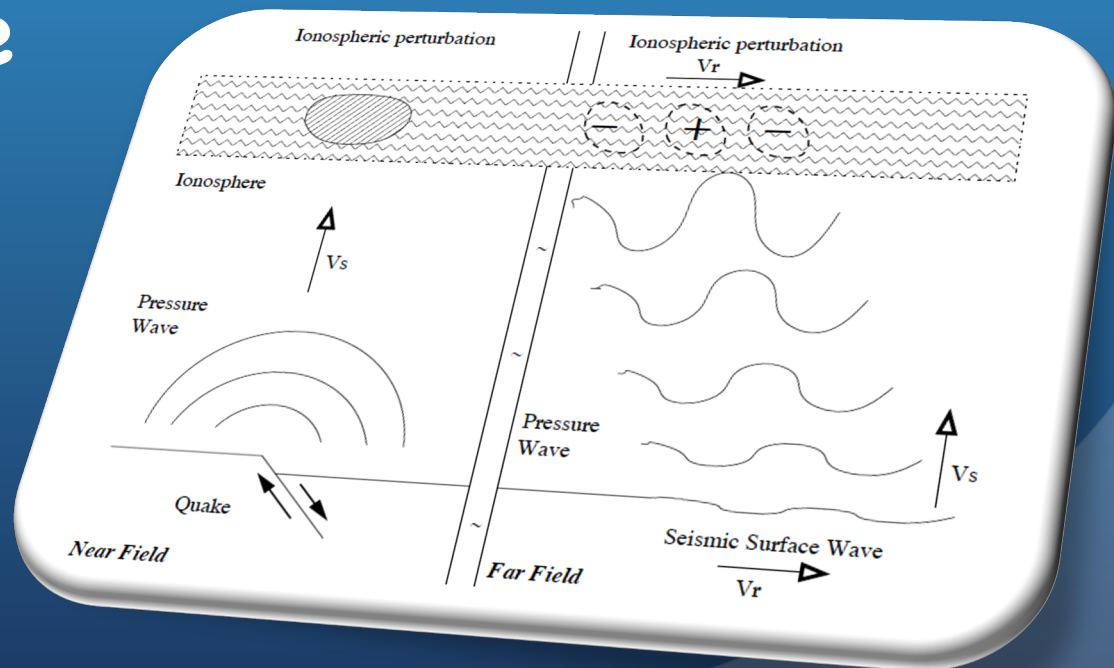 e
Ionospheric perturbation
Ionospheric perturbation
Vr
− + −
Ionosphere
Vs
Pressure
Wave
~
~
~
Pressure
Wave
Vs
Quake
Near Field
Far Field
Seismic Surface Wave
Vr